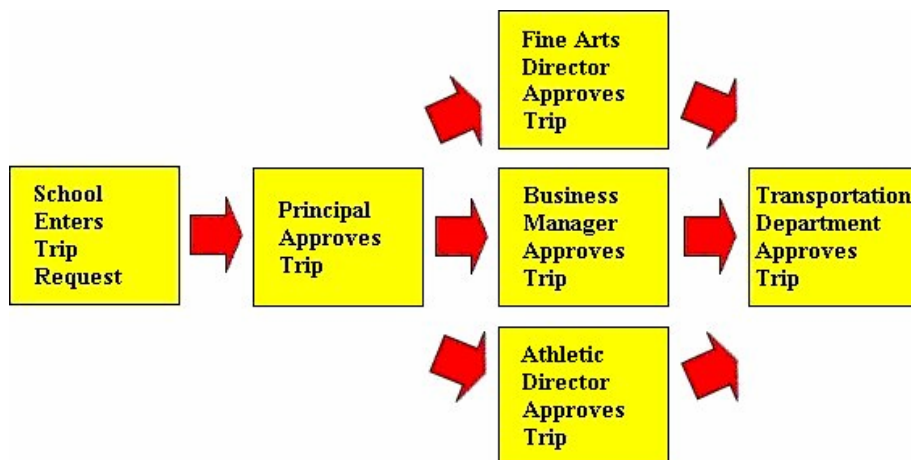 School
Enters
Trip
Request
Principal
Approves
Trip
Fine Arts
Director
Approves
Trip
Business
Manager
Approves
Trip
Athletic
Director
Approves
Trip
Transportation
Department
Approves
Trip